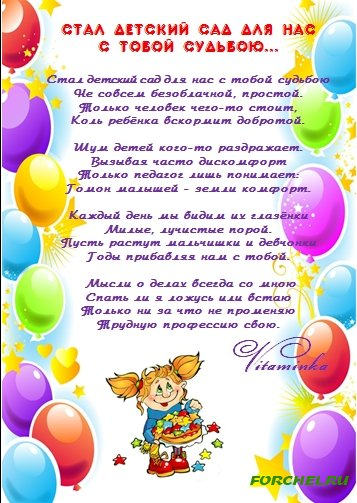 СТАЛ ДЕТСКИЙ САД ДЛЯ НАС
С ТОБОЙ СУДЬБОЮ...
Стал детский сад для нас с тобой судьбою
Не совсем безоблачной, простой.
Только человек чего-то стоит,
Коль ребёнка вскормит добротой.
Шум детей кого-то раздражает.
Вызывая часто дискомфорт
Только педагог лишь понимает:
Гомон малышей - земли комфорт.
Каждый день мы видим их глазёнки
Милые, лучистые порой.
Пусть растут мальчишки и девчонки
Годы прибавляя нам с тобой.
Мысли о делах всегда со мною
Спать ли я ложусь или встаю
Только ни за что не променяю
Трудную профессию свою.
Vitaminka
FORCHEL.RU